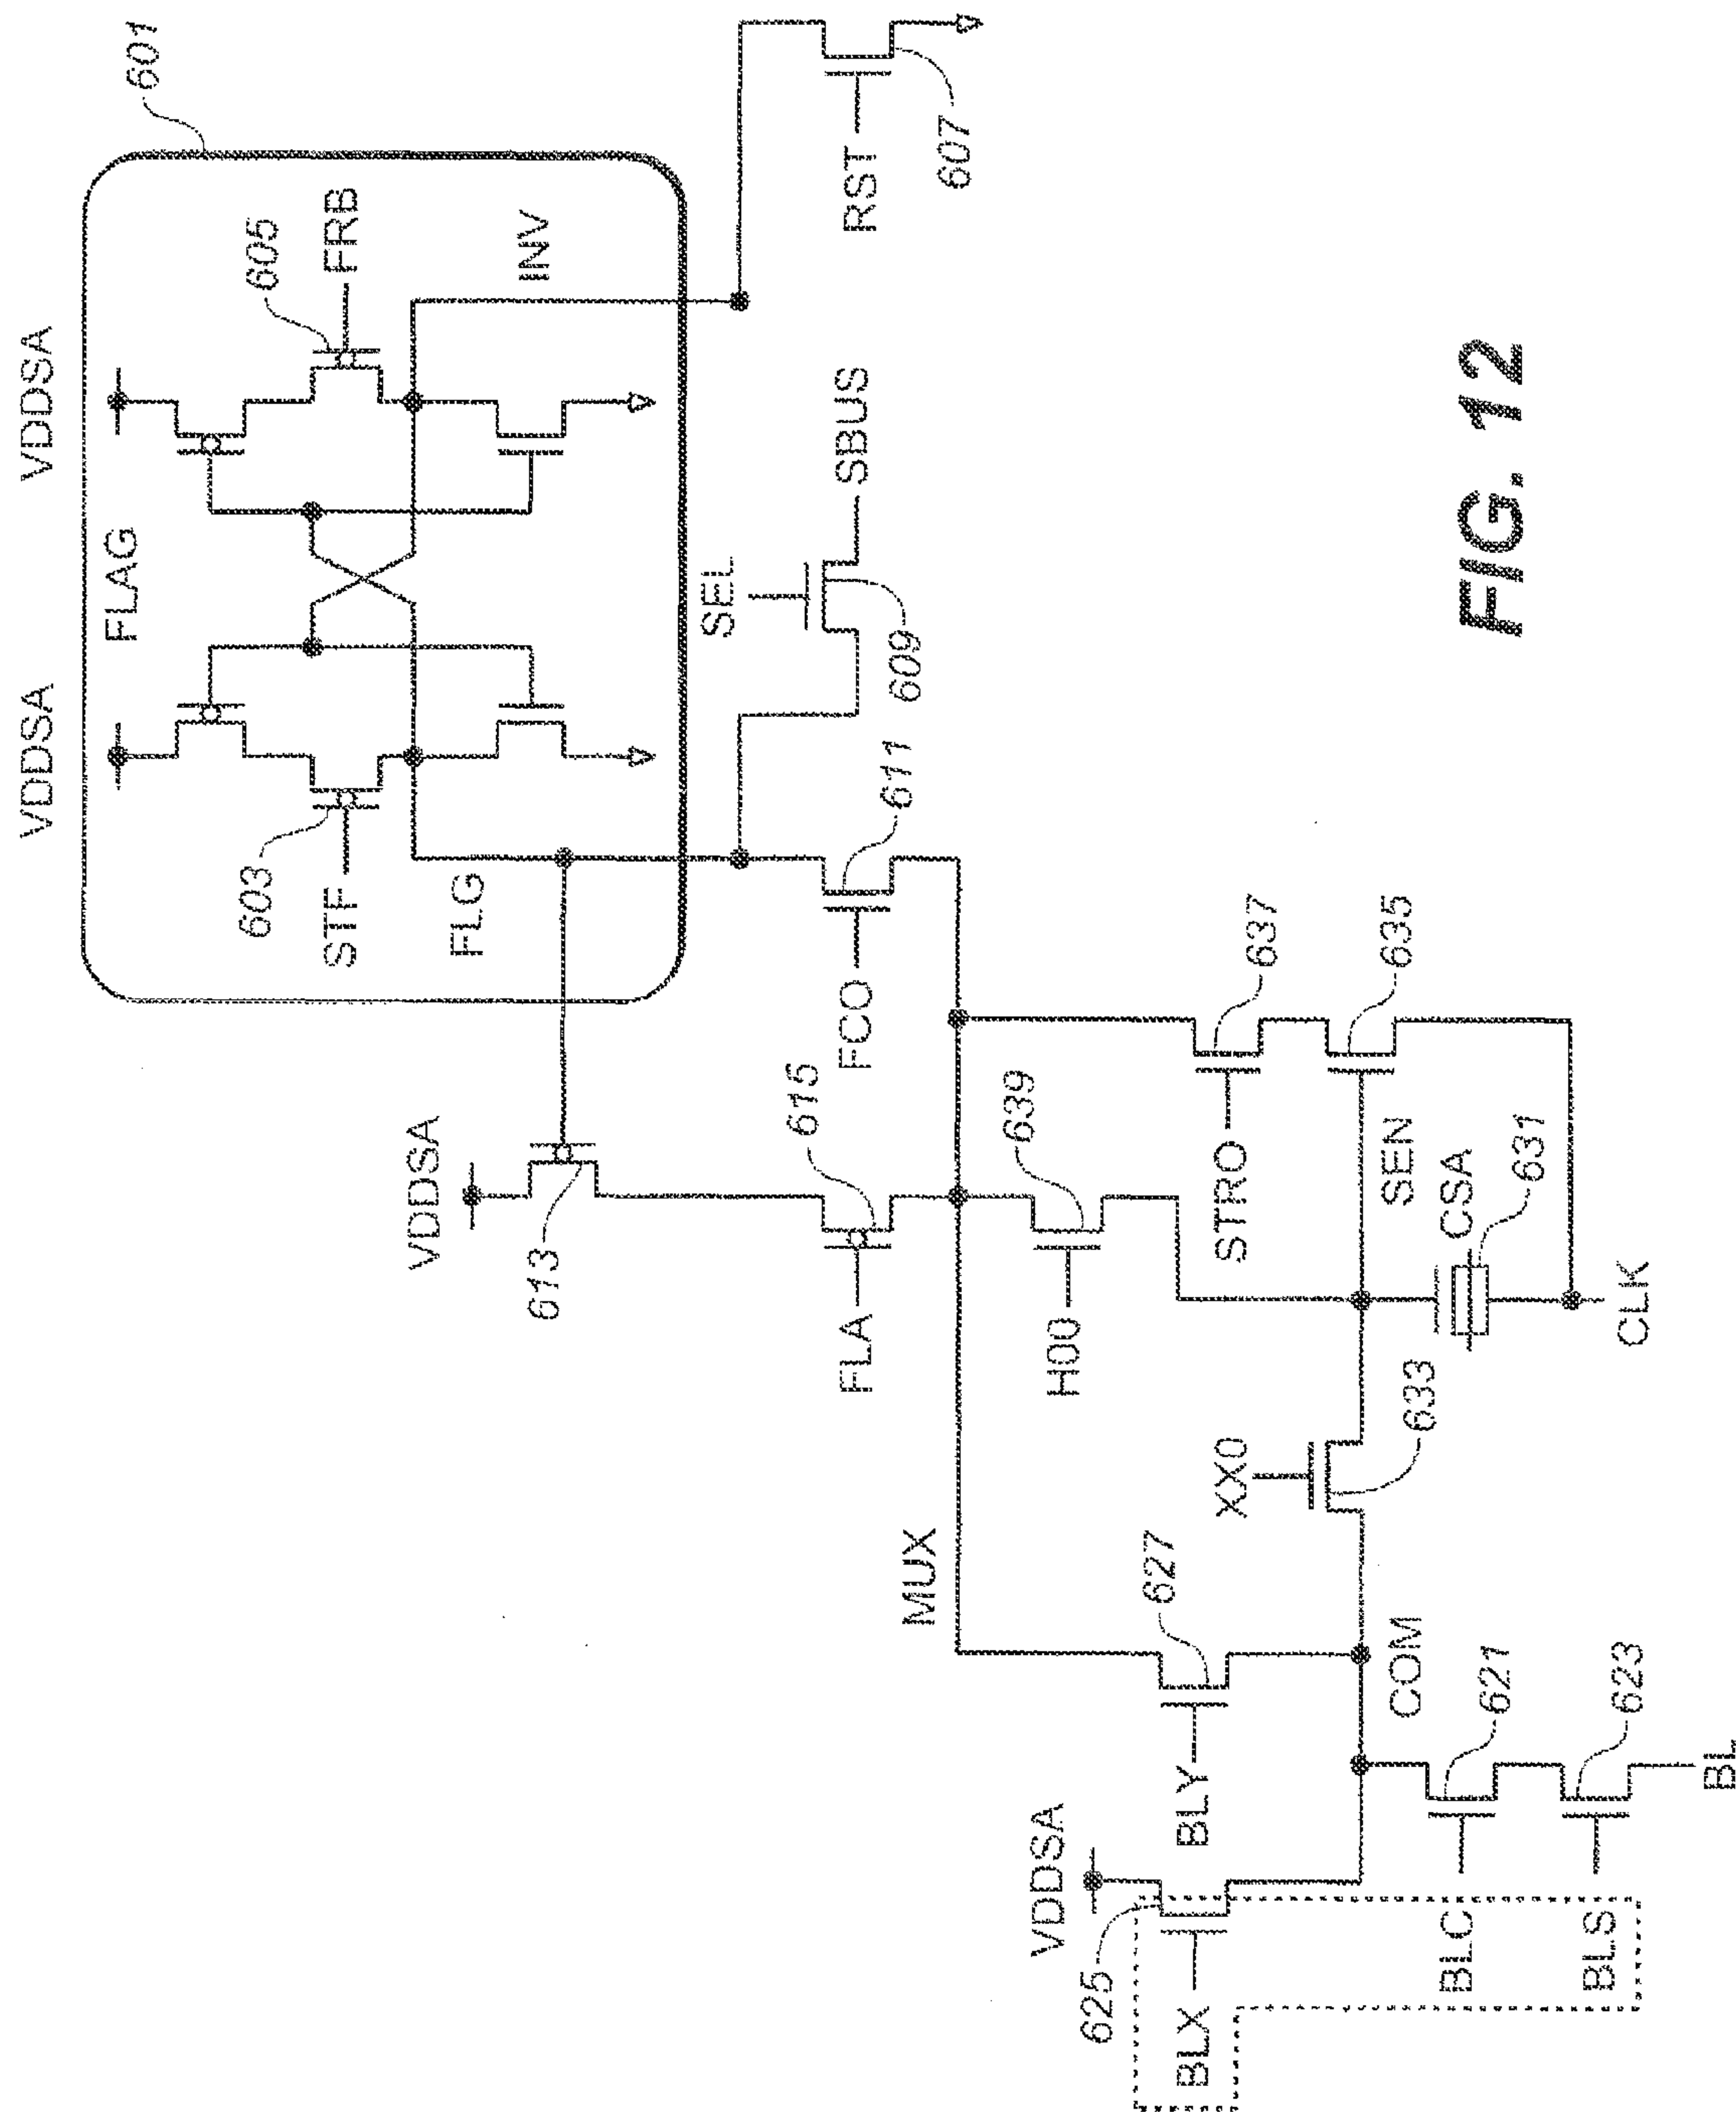 601
VDDSA
VDDSA
FLAG
605
FRB
INV
603
STF
FLG
RST
607
SEL
SBUS
609
611
FCO
VDDSA
613
615
FLA
639
H00
637
STRO
635
SEN
CSA
631
CLK
MUX
XX0
633
627
BLY
COM
VDDSA
625
BLX
621
BLC
623
BLS
BL
FIG. 12